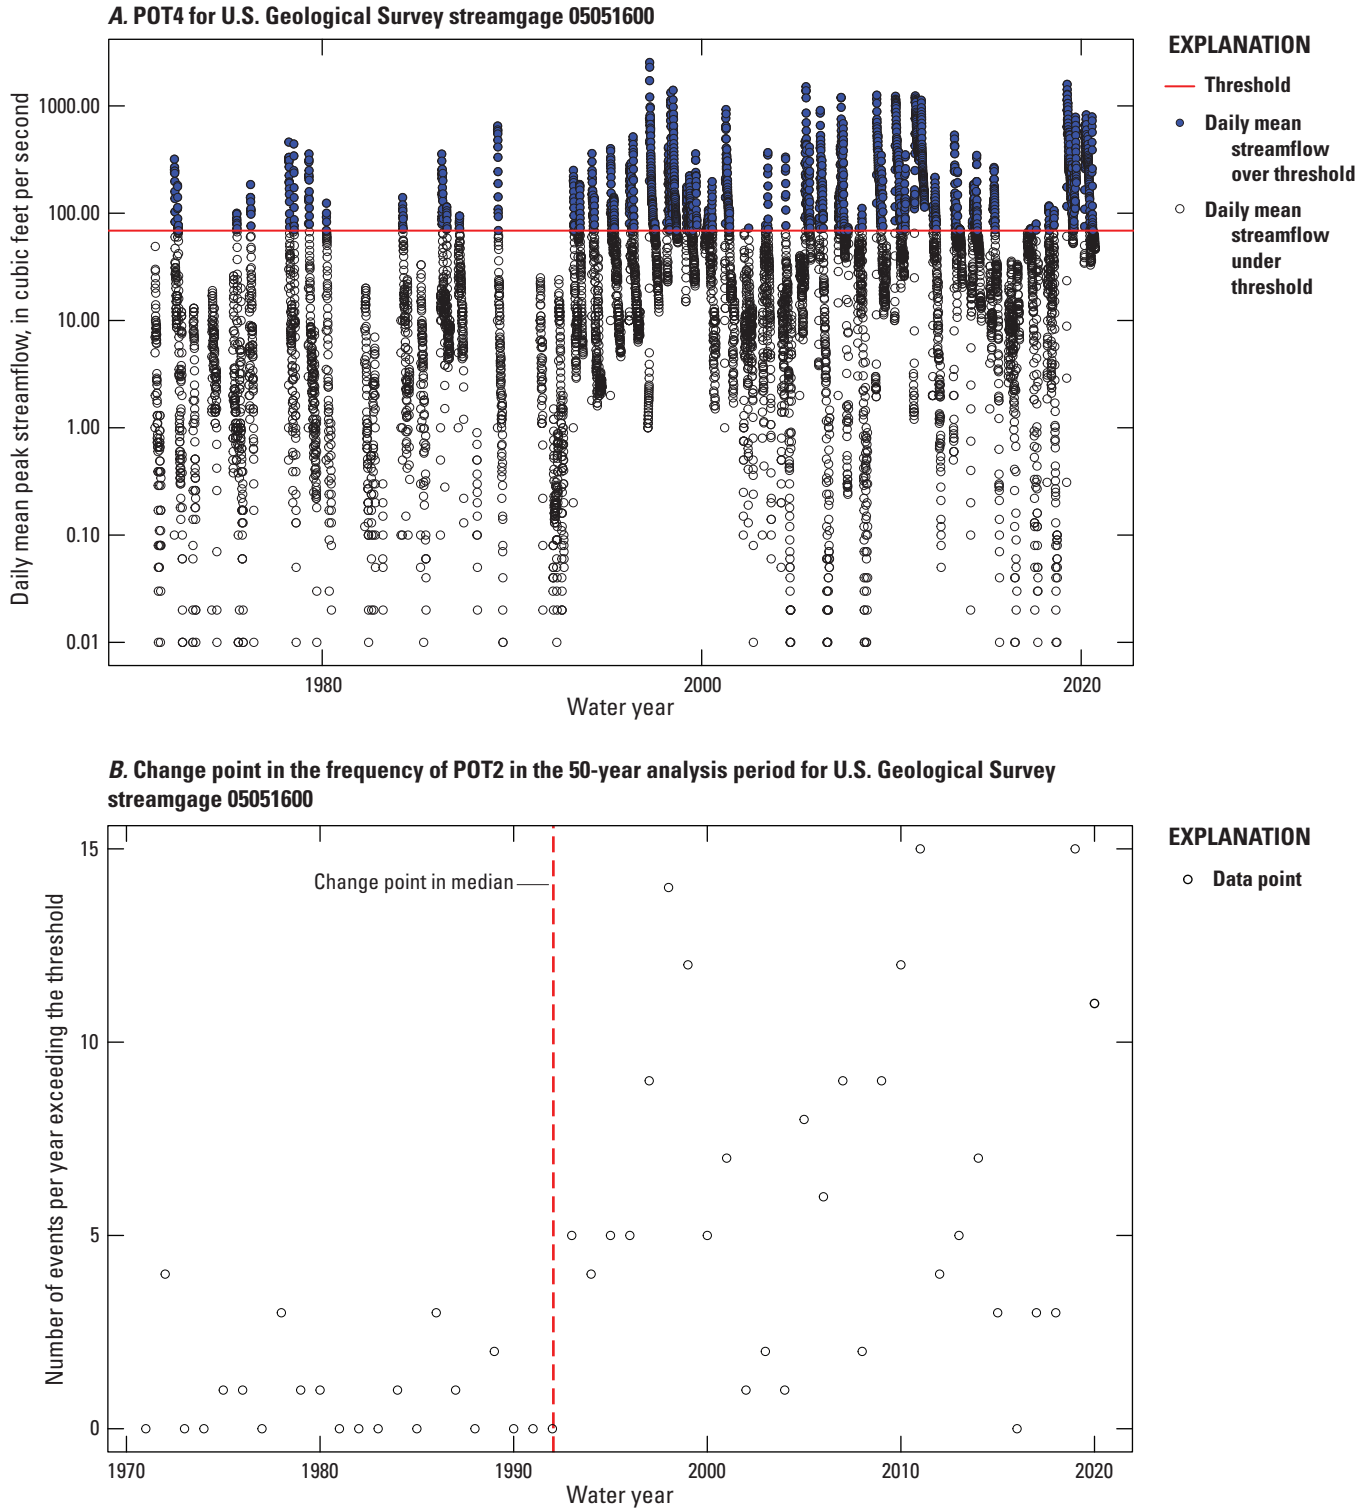 A. POT4 for U.S. Geological Survey streamgage 05051600
Daily mean peak streamflow, in cubic feet per second
1000.00
100.00
10.00
1.00
0.10
0.01
1980
2000
2020
Water year
EXPLANATION
Threshold
Daily mean
streamflow
over threshold
Daily mean
streamflow
under
threshold
B. Change point in the frequency of POT2 in the 50-year analysis period for U.S. Geological Survey
streamgage 05051600
Number of events per year exceeding the threshold
15
10
5
0
Change point in median
1970
1980
1990
2000
2010
2020
Water year
EXPLANATION
Data point